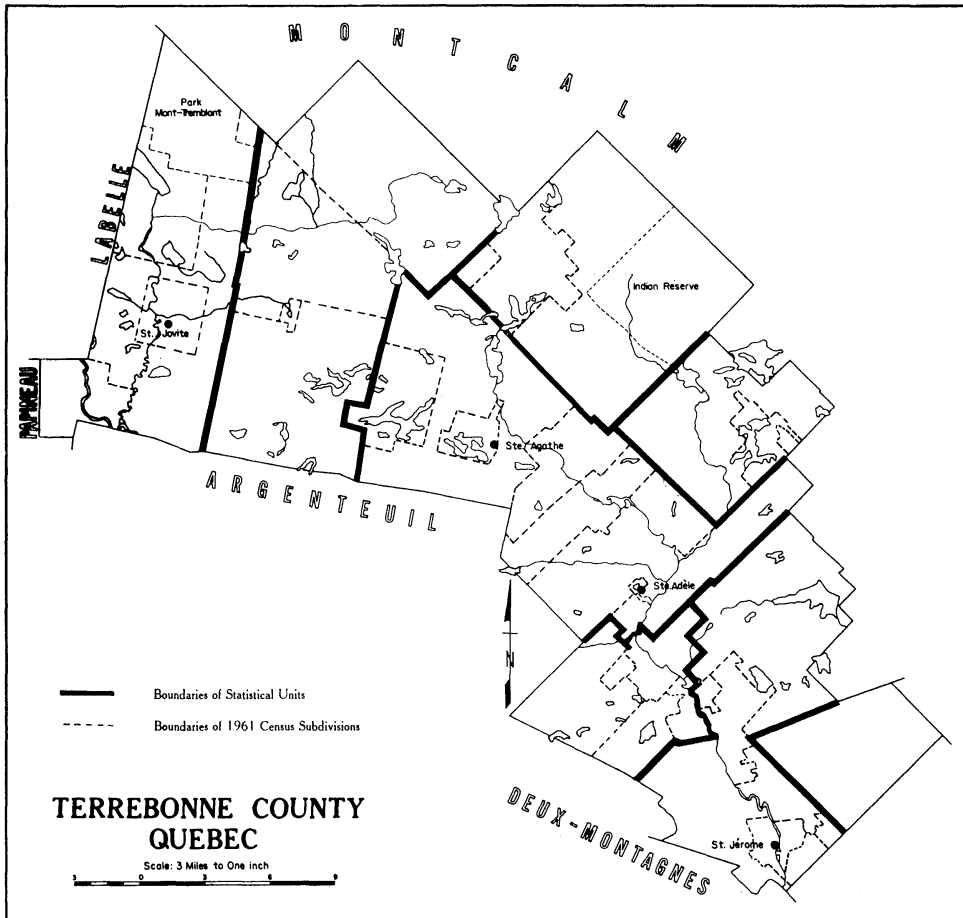 MONTCALM
Park
Mont-Tremblant
LABELLE
Indian Reserve
St. Jovite
PAPINEAU
Ste. Agathe
ARGENTEUIL
Ste. Adèle
N
Boundaries of Statistical Units
Boundaries of 1961 Census Subdivisions
TERREBONNE COUNTY
QUEBEC
Scale: 3 Miles to One inch
3 0 3 6 9
DEUX-MONTAGNES
St. Jérome